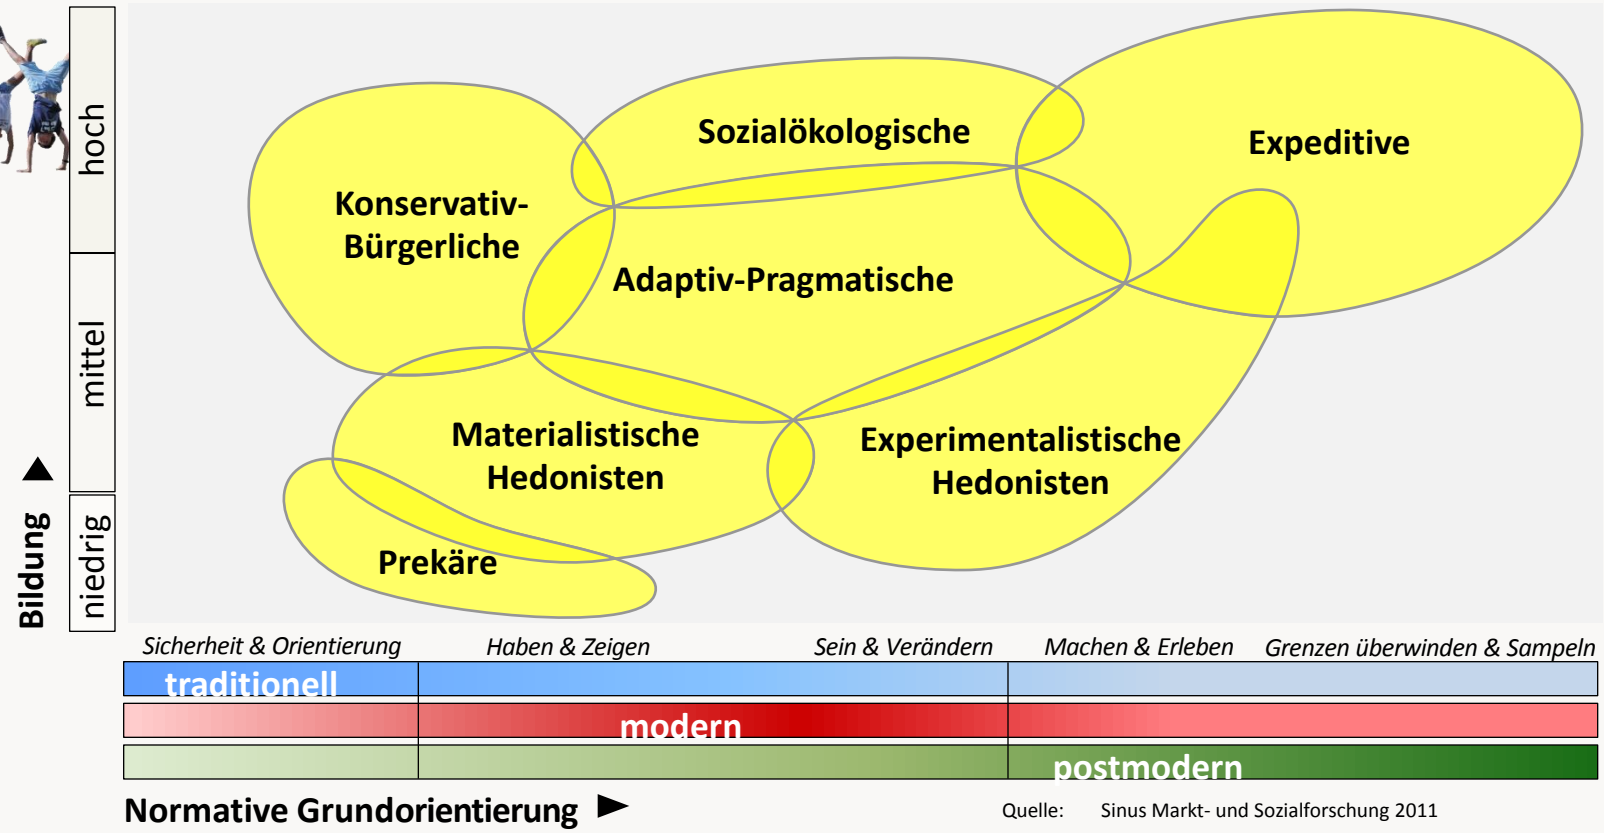 hoch
mittel
niedrig
Bildung
Sozialökologische
Expeditive
Konservativ-
Bürgerliche
Adaptiv-Pragmatische
Materialistische
Hedonisten
Experimentalistische
Hedonisten
Prekäre
Sicherheit & Orientierung
Haben & Zeigen
Sein & Verändern
Machen & Erleben
Grenzen überwinden & Sampeln
traditionell
modern
postmodern
Normative Grundorientierung
Quelle: Sinus Markt- und Sozialforschung 2011